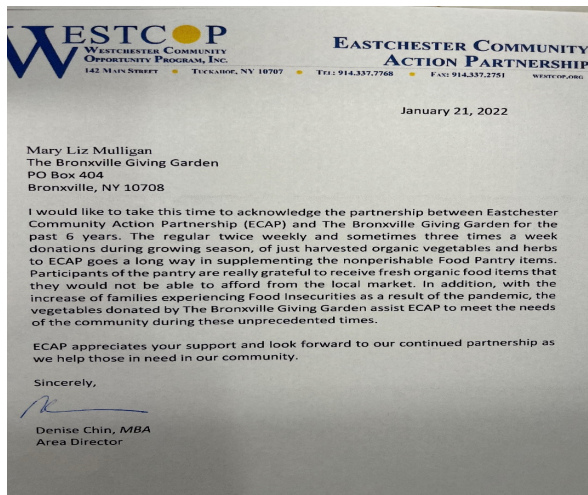 WESTCOP
WESTCHESTER COMMUNITY
OPPORTUNITY PROGRAM, INC.
EASTCHESTER COMMUNITY
ACTION PARTNERSHIP
142 MAIN STREET • TUCKAHOE, NY 10707 • TEL: 914.337.7768 • FAX: 914.337.2751 WESTCOP.ORG
January 21, 2022
Mary Liz Mulligan
The Bronxville Giving Garden
PO Box 404
Bronxville, NY 10708
I would like to take this time to acknowledge the partnership between Eastchester
Community Action Partnership (ECAP) and The Bronxville Giving Garden for the
past 6 years. The regular twice weekly and sometimes three times a week
donations during growing season, of just harvested organic vegetables and herbs
to ECAP goes a long way in supplementing the nonperishable Food Pantry items.
Participants of the pantry are really grateful to receive fresh organic food items that
they would not be able to afford from the local market. In addition, with the
increase of families experiencing Food Insecurities as a result of the pandemic, the
vegetables donated by The Bronxville Giving Garden assist ECAP to meet the needs
of the community during these unprecedented times.
ECAP appreciates your support and look forward to our continued partnership as
we help those in need in our community.
Sincerely,
Denise Chin, MBA
Area Director